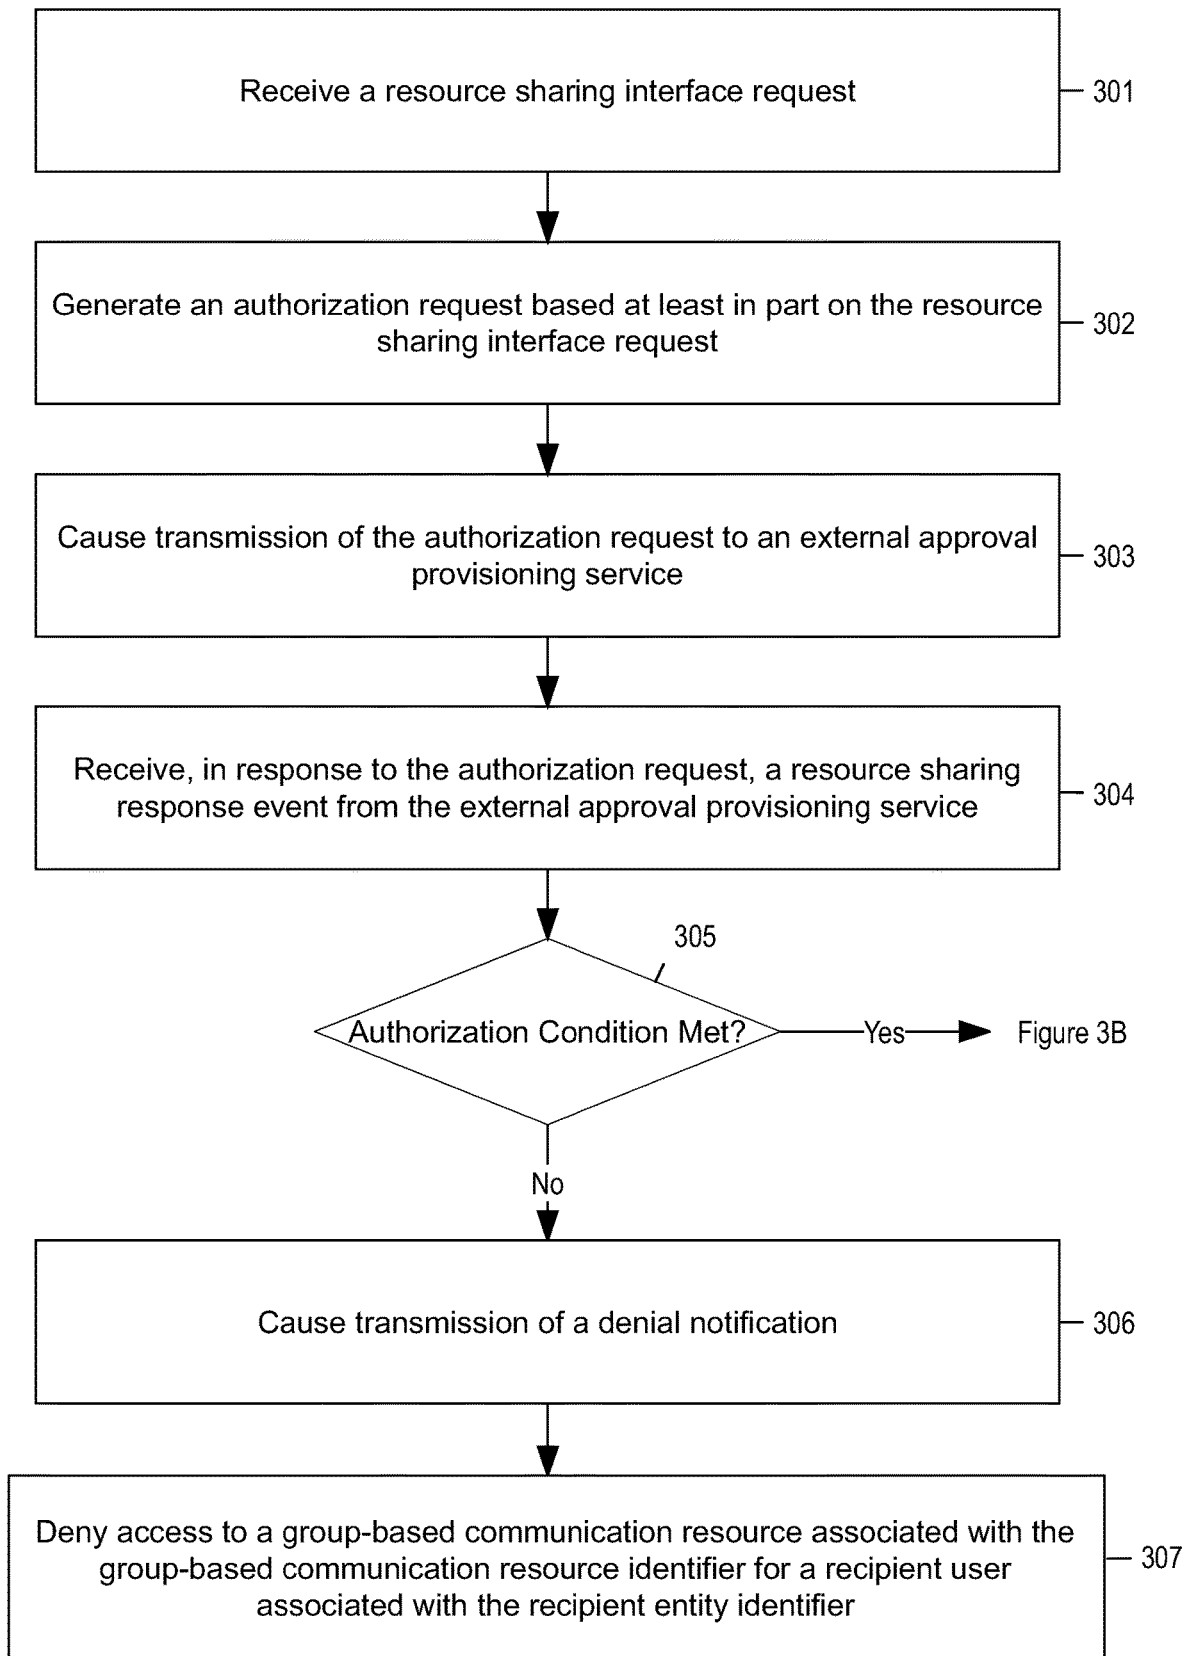 Receive a resource sharing interface request
301
Generate an authorization request based at least in part on the resource
sharing interface request
302
Cause transmission of the authorization request to an external approval
provisioning service
303
Receive, in response to the authorization request, a resource sharing
response event from the external approval provisioning service
304
305
Authorization Condition Met?
Yes
Figure 3B
No
Cause transmission of a denial notification
306
Deny access to a group-based communication resource associated with the
group-based communication resource identifier for a recipient user
associated with the recipient entity identifier
307